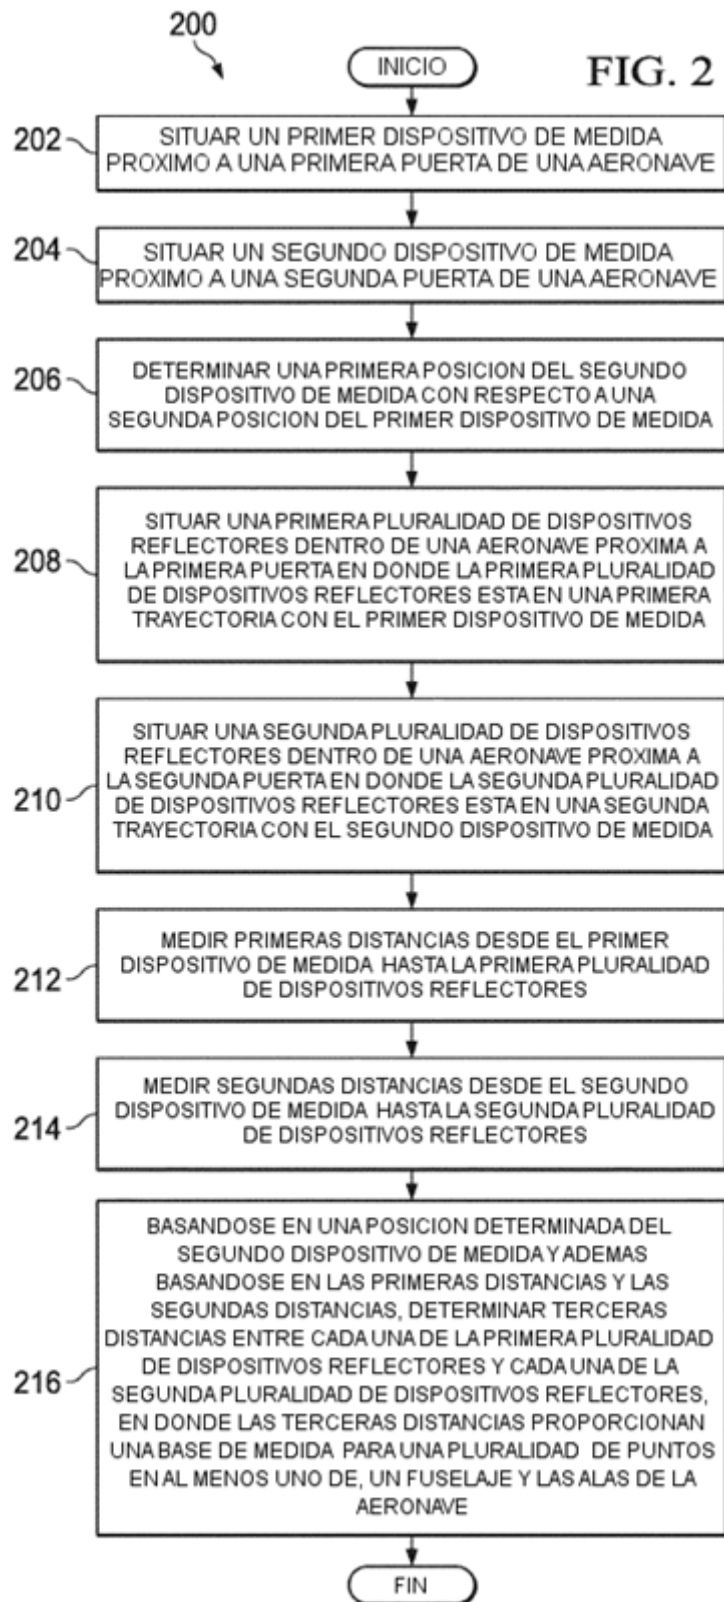 200
INICIO
FIG. 2
202
SITUAR UN PRIMER DISPOSITIVO DE MEDIDA
PROXIMO A UNA PRIMERA PUERTA DE UNA AERONAVE
204
SITUAR UN SEGUNDO DISPOSITIVO DE MEDIDA
PROXIMO A UNA SEGUNDA PUERTA DE UNA AERONAVE
206
DETERMINAR UNA PRIMERA POSICION DEL SEGUNDO
DISPOSITIVO DE MEDIDA CON RESPECTO A UNA
SEGUNDA POSICION DEL PRIMER DISPOSITIVO DE MEDIDA
208
SITUAR UNA PRIMERA PLURALIDAD DE DISPOSITIVOS
REFLECTORES DENTRO DE UNA AERONAVE PROXIMA A
LA PRIMERA PUERTA EN DONDE LA PRIMERA PLURALIDAD
DE DISPOSITIVOS REFLECTORES ESTA EN UNA PRIMERA
TRAYECTORIA CON EL PRIMER DISPOSITIVO DE MEDIDA
210
SITUAR UNA SEGUNDA PLURALIDAD DE DISPOSITIVOS
REFLECTORES DENTRO DE UNA AERONAVE PROXIMA A
LA SEGUNDA PUERTA EN DONDE LA SEGUNDA PLURALIDAD
DE DISPOSITIVOS REFLECTORES ESTA EN UNA SEGUNDA
TRAYECTORIA CON EL SEGUNDO DISPOSITIVO DE MEDIDA
212
MEDIR PRIMERAS DISTANCIAS DESDE EL PRIMER
DISPOSITIVO DE MEDIDA HASTA LA PRIMERA PLURALIDAD
DE DISPOSITIVOS REFLECTORES
214
MEDIR SEGUNDAS DISTANCIAS DESDE EL SEGUNDO
DISPOSITIVO DE MEDIDA HASTA LA SEGUNDA PLURALIDAD
DE DISPOSITIVOS REFLECTORES
216
BASANDOSE EN UNA POSICION DETERMINADA DEL
SEGUNDO DISPOSITIVO DE MEDIDA Y ADEMAS
BASANDOSE EN LAS PRIMERAS DISTANCIAS Y LAS
SEGUNDAS DISTANCIAS, DETERMINAR TERCERAS
DISTANCIAS ENTRE CADA UNA DE LA PRIMERA PLURALIDAD
DE DISPOSITIVOS REFLECTORES Y CADA UNA DE LA
SEGUNDA PLURALIDAD DE DISPOSITIVOS REFLECTORES,
EN DONDE LAS TERCERAS DISTANCIAS PROPORCIONAN
UNA BASE DE MEDIDA PARA UNA PLURALIDAD DE PUNTOS
EN AL MENOS UNO DE, UN FUSELAJE Y LAS ALAS DE LA
AERONAVE
FIN